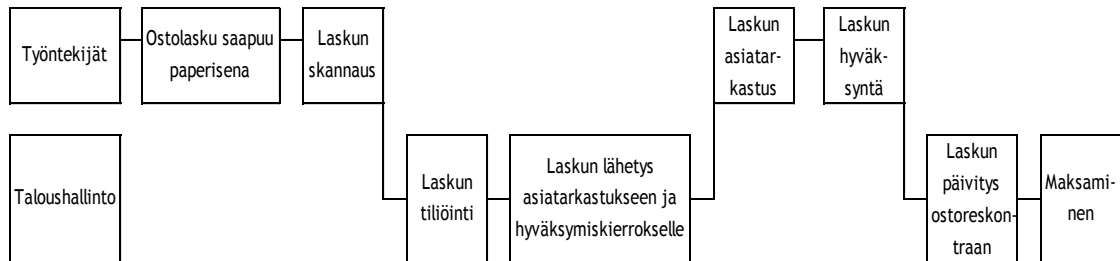 Työntekijät
Ostolasku saapuu
paperisena
Laskun
skannaus
Laskun
asiatar-
kastus
Laskun
hyväk-
syntä
Taloushallinto
Laskun
tiliöinti
Laskun lähetys
asiatarkastukseen ja
hyväksymiskierrokselle
Laskun
päivitys
ostoreskon-
traan
Maksami-
nen